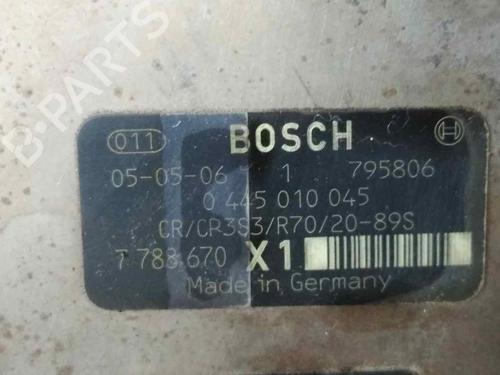 B-PARTS
011 BOSCH
05-05-06 1 795806
0 445 010 045
CR/CP3S3/R70/20-89S
7 788 670 X1
Made in Germany